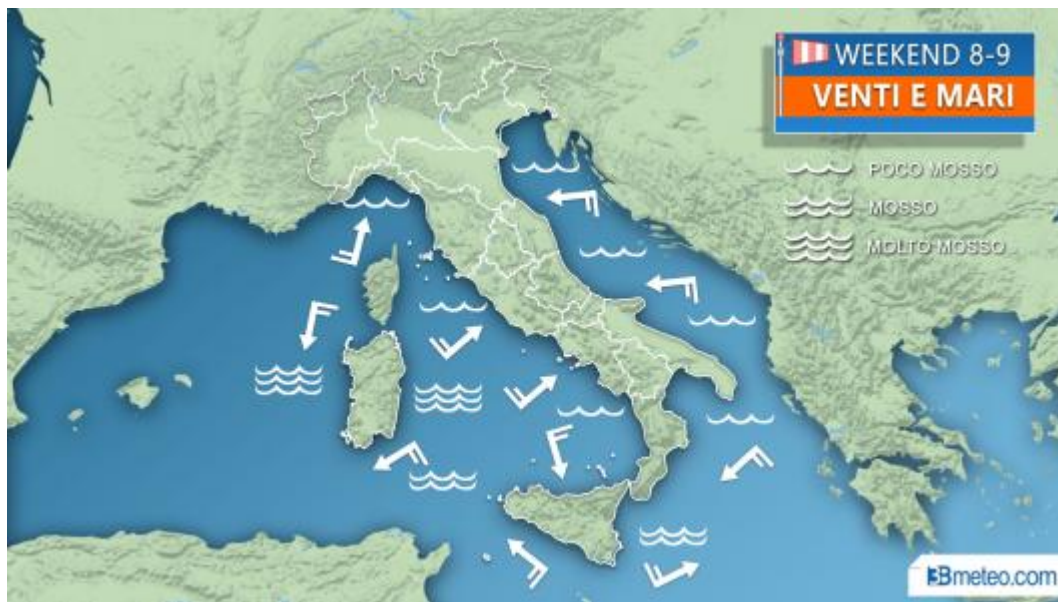 WEEKEND 8-9
VENTI E MARI
POCO MOSSO
MOSSO
MOLTO MOSSO
3Bmeteo.com